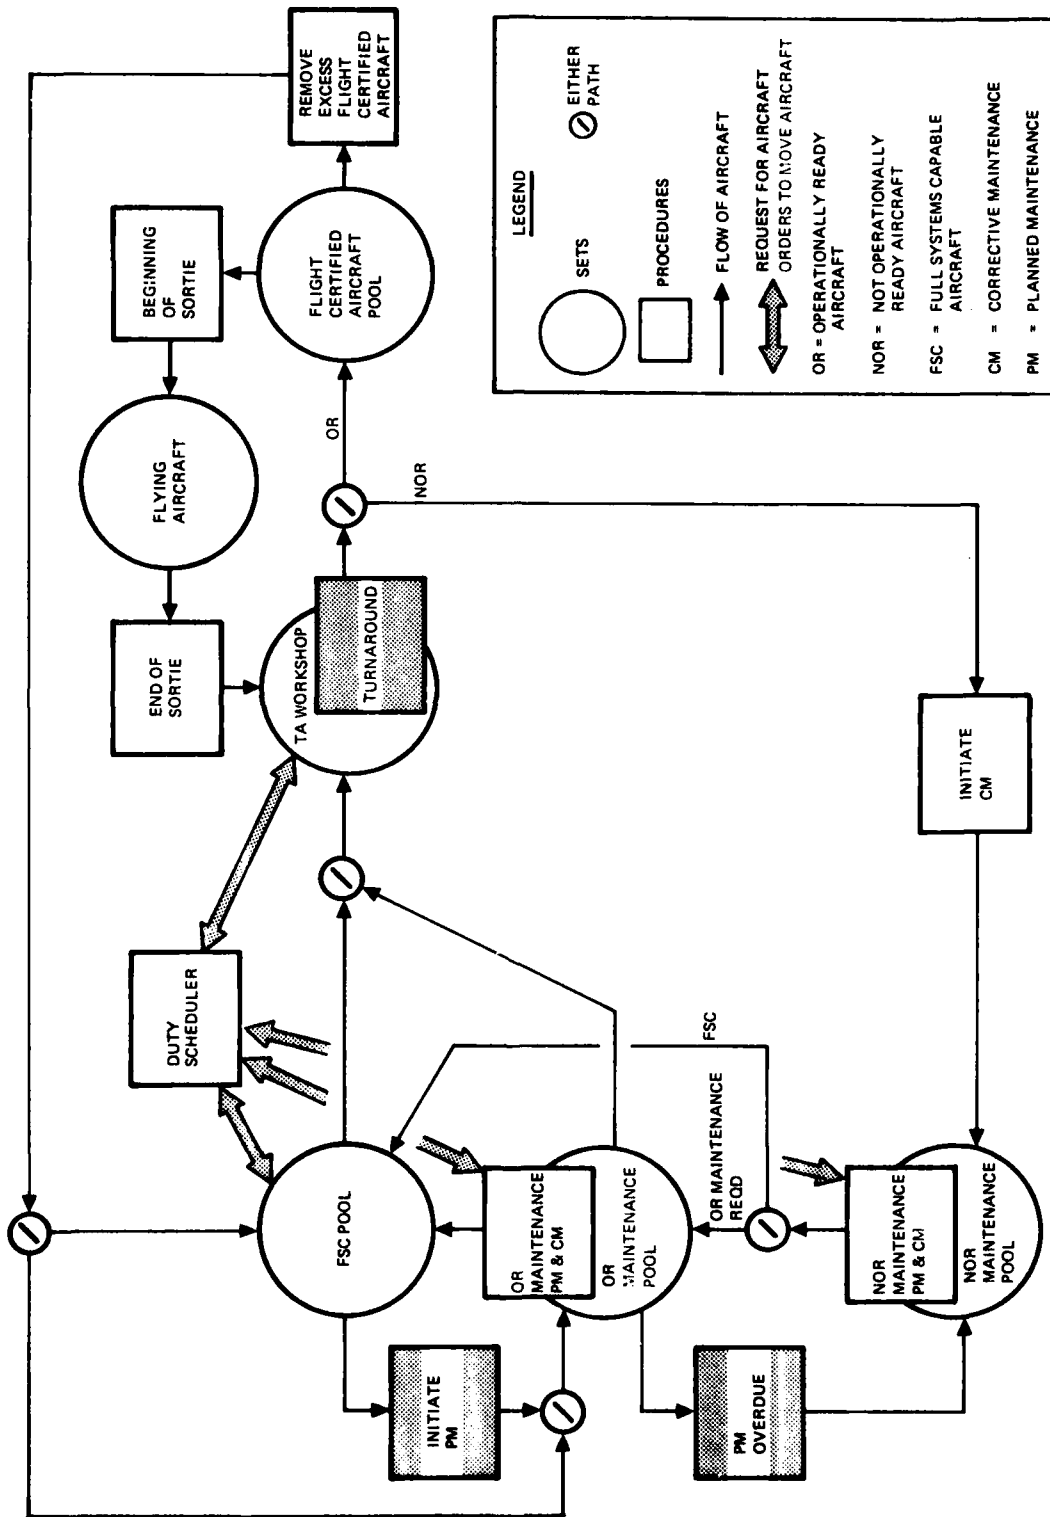 REMOVE
EXCESS
FLIGHT
CERTIFIED
AIRCRAFT
BEGINNING
OF
SORTIE
FLIGHT
CERTIFIED
AIRCRAFT
POOL
FLYING
AIRCRAFT
OR
NOR
END OF
SORTIE
TA WORKSHOP
TURNAROUND
INITIATE
CM
DUTY
SCHEDULER
FSC
FSC POOL
OR
MAINTENANCE
PM & CM
OR
MAINTENANCE
POOL
OR MAINTENANCE
REQD
NOR
MAINTENANCE
PM & CM
NOR
MAINTENANCE
POOL
INITIATE
PM
PM
OVERDUE
LEGEND
SETS
EITHER
PATH
PROCEDURES
FLOW OF AIRCRAFT
REQUEST FOR AIRCRAFT
ORDERS TO MOVE AIRCRAFT
OR = OPERATIONALLY READY
AIRCRAFT
NOR = NOT OPERATIONALLY
READY AIRCRAFT
FSC = FULL SYSTEMS CAPABLE
AIRCRAFT
CM = CORRECTIVE MAINTENANCE
PM = PLANNED MAINTENANCE